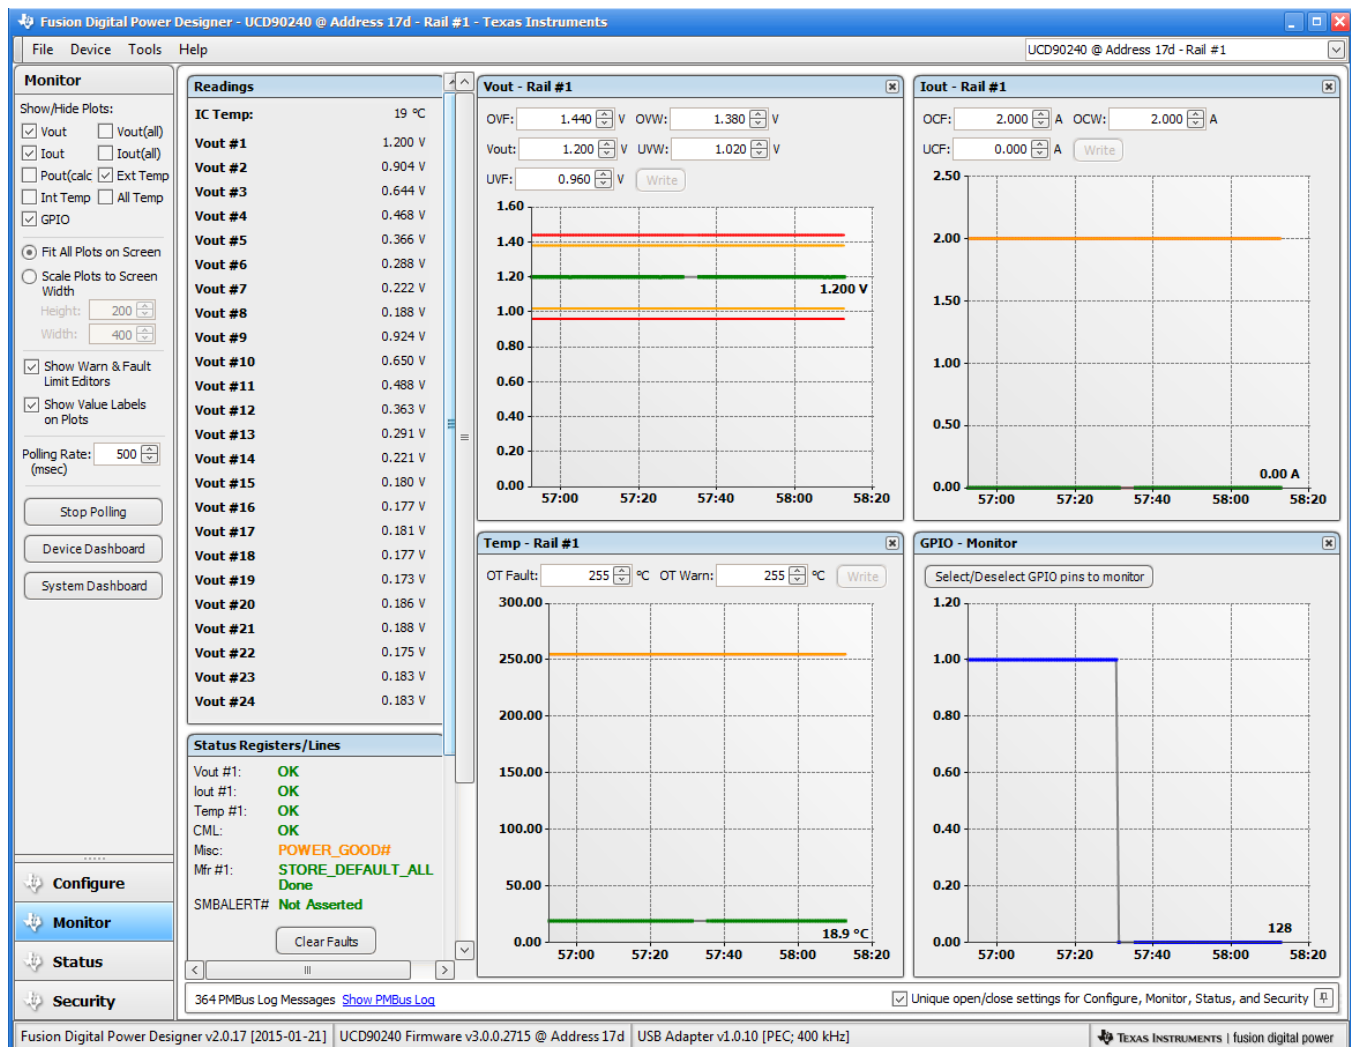 Fusion Digital Power Designer - UCD90240 @ Address 17d - Rail #1 - Texas Instruments
File Device Tools Help
UCD90240 @ Address 17d - Rail #1
Monitor
Show/Hide Plots:
Vout Vout(all)
Iout Iout(all)
Pout(calc Ext Temp
Int Temp All Temp
GPIO
Fit All Plots on Screen
Scale Plots to Screen
Width
Height: 200
Width: 400
Show Warn & Fault
Limit Editors
Show Value Labels
on Plots
Polling Rate: 500
(msec)
Stop Polling
Device Dashboard
System Dashboard
Configure
Monitor
Status
Security
Readings
IC Temp: 19 °C
Vout #1 1.200 V
Vout #2 0.904 V
Vout #3 0.644 V
Vout #4 0.468 V
Vout #5 0.366 V
Vout #6 0.288 V
Vout #7 0.222 V
Vout #8 0.188 V
Vout #9 0.924 V
Vout #10 0.650 V
Vout #11 0.488 V
Vout #12 0.363 V
Vout #13 0.291 V
Vout #14 0.221 V
Vout #15 0.180 V
Vout #16 0.177 V
Vout #17 0.181 V
Vout #18 0.177 V
Vout #19 0.173 V
Vout #20 0.186 V
Vout #21 0.188 V
Vout #22 0.175 V
Vout #23 0.183 V
Vout #24 0.183 V
Status Registers/Lines
Vout #1: OK
Iout #1: OK
Temp #1: OK
CML: OK
Misc: POWER_GOOD#
Mfr #1: STORE_DEFAULT_ALL
Done
SMBALERT# Not Asserted
Clear Faults
Vout - Rail #1
OVF: 1.440 V OVW: 1.380 V
Vout: 1.200 V UVW: 1.020 V
UVF: 0.960 V Write
1.60
1.40
1.20
1.200 V
1.00
0.80
0.60
0.40
0.20
0.00
57:00 57:20 57:40 58:00 58:20
Iout - Rail #1
OCF: 2.000 A OCW: 2.000 A
UCF: 0.000 A Write
2.50
2.00
1.50
1.00
0.50
0.00 A
0.00
57:00 57:20 57:40 58:00 58:20
Temp - Rail #1
OT Fault: 255 °C OT Warn: 255 °C Write
300.00
250.00
200.00
150.00
100.00
50.00
18.9 °C
0.00
57:00 57:20 57:40 58:00 58:20
GPIO - Monitor
Select/Deselect GPIO pins to monitor
1.20
1.00
0.80
0.60
0.40
0.20
128
0.00
57:00 57:20 57:40 58:00 58:20
364 PMBus Log Messages Show PMBus Log
Unique open/close settings for Configure, Monitor, Status, and Security
Fusion Digital Power Designer v2.0.17 [2015-01-21] UCD90240 Firmware v3.0.0.2715 @ Address 17d USB Adapter v1.0.10 [PEC; 400 kHz]
TEXAS INSTRUMENTS | fusion digital power